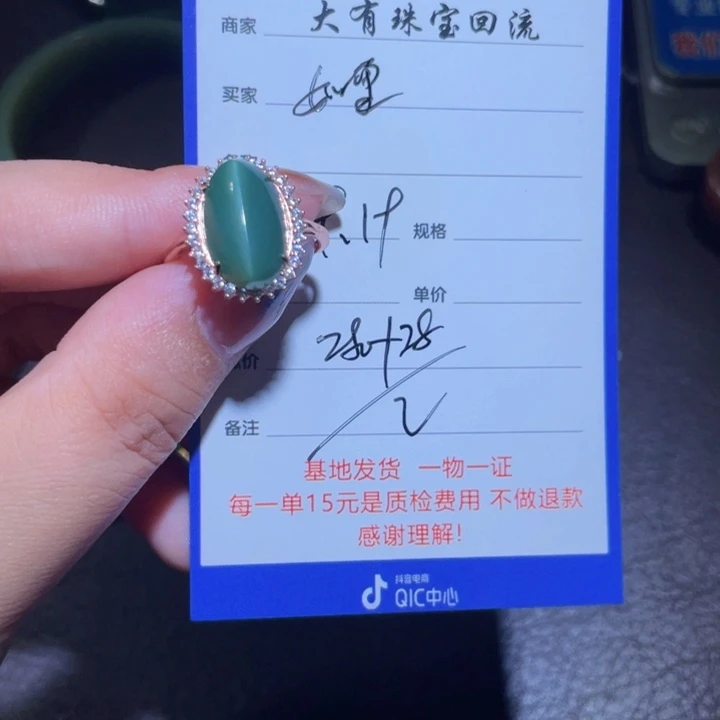 商家 大有珠宝回流
买家
.19 规格
单价
价 280+28
备注 2
基地发货 一物一证
每一单15元是质检费用 不做退款
感谢理解!
抖音电商
QIC中心